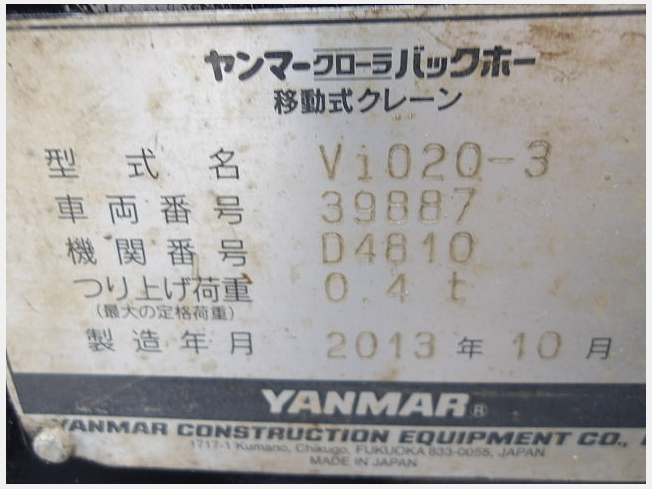 ヤンマークローラバックホー
移動式クレーン
型式名 ViO20-3
車両番号 39887
機関番号 D4810
つり上げ荷重 0.4t
(最大の定格荷重)
製造年月 2013年10月
YANMAR®
YANMAR CONSTRUCTION EQUIPMENT CO.,
1717-1 Kumano, Chikugo, FUKUOKA 833-0055, JAPAN
MADE IN JAPAN